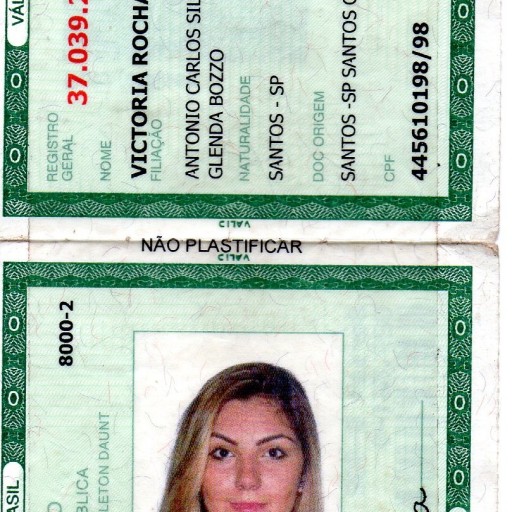 VÁL
REGISTRO
GERAL
37.039.
NOME
VICTORIA ROCHA
FILIAÇÃO
ANTONIO CARLOS SIL
GLENDA BOZZO
NATURALIDADE
SANTOS - SP
DOC ORIGEM
SANTOS -SP SANTOS
CPF
445610198/98
VALID
NÃO PLASTIFICAR
VALID
8000-2
ASIL
BLICA
LETON DAUNT